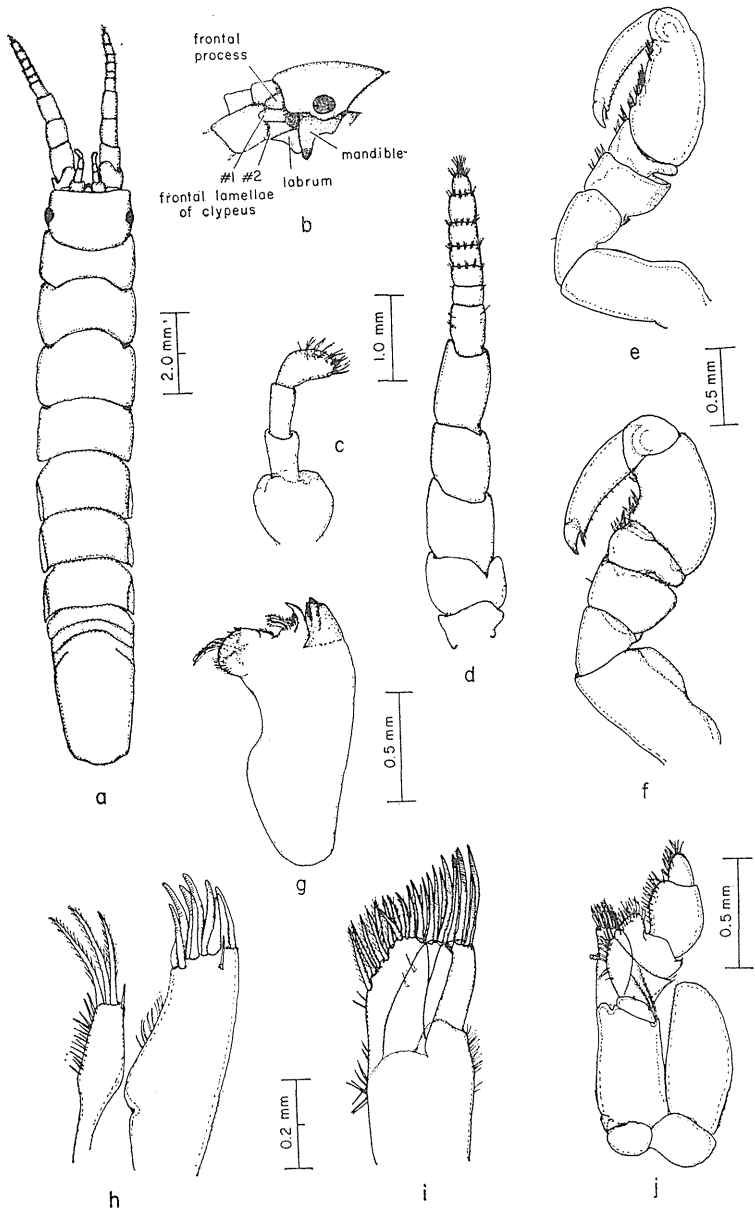 frontal
process
mandible
#1 #2
labrum
frontal lamellae
of clypeus
b
2.0 mm
1.0 mm
c
e
0.5 mm
d
a
0.5 mm
g
f
h
0.2 mm
i
0.5 mm
j